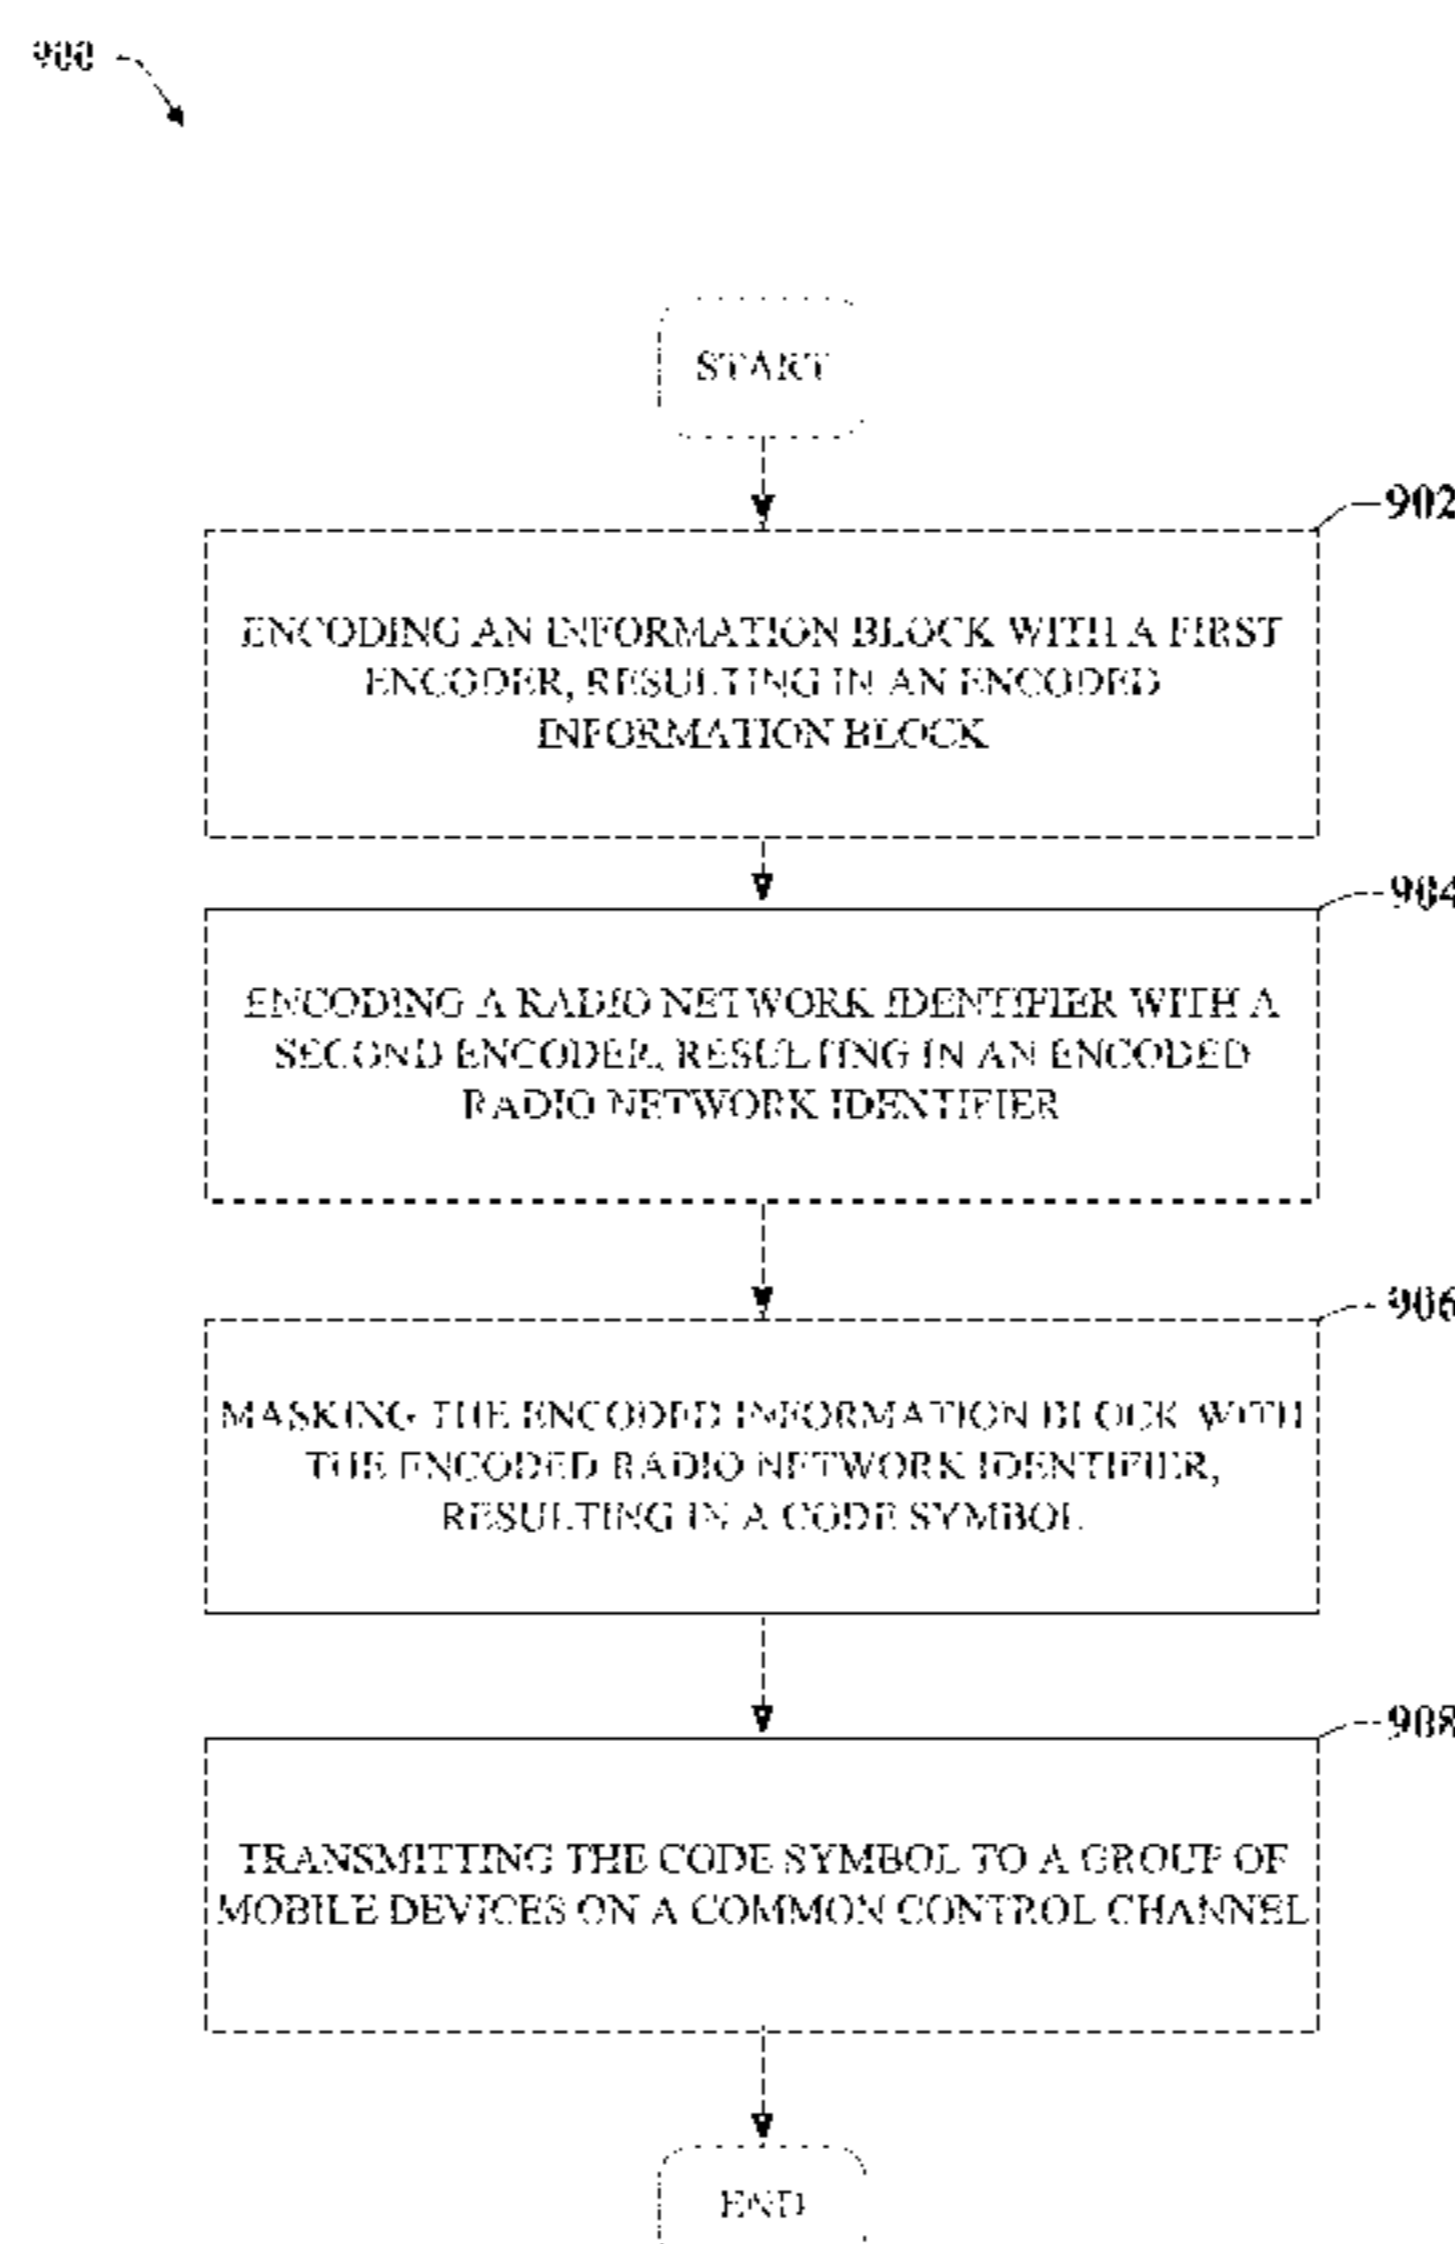 900
START
902
ENCODING AN INFORMATION BLOCK WITH A FIRST
ENCODER, RESULTING IN AN ENCODED
INFORMATION BLOCK
904
ENCODING A RADIO NETWORK IDENTIFIER WITH A
SECOND ENCODER, RESULTING IN AN ENCODED
RADIO NETWORK IDENTIFIER
906
MASKING THE ENCODED INFORMATION BLOCK WITH
THE ENCODED RADIO NETWORK IDENTIFIER,
RESULTING IN A CODE SYMBOL
908
TRANSMITTING THE CODE SYMBOL TO A GROUP OF
MOBILE DEVICES ON A COMMON CONTROL CHANNEL
END